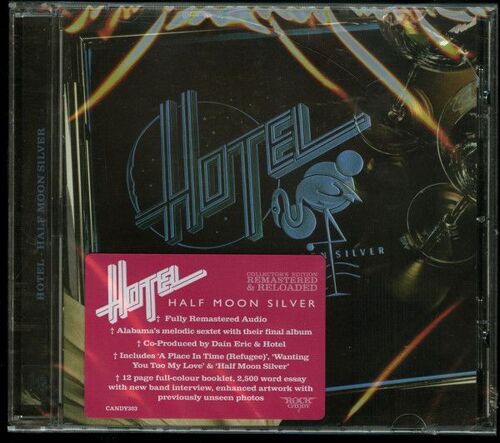 HOTEL - HALF MOON SILVER
HOTEL
N SILVER
HOTEL
COLLECTOR'S EDITION
REMASTERED
& RELOADED
HALF MOON SILVER
† Fully Remastered Audio
† Alabama's melodic sextet with their final album
† Co-Produced by Dain Eric & Hotel
† Includes 'A Place In Time (Refugee)', 'Wanting
You Too My Love' & 'Half Moon Silver'
† 12 page full-colour booklet, 2,500 word essay
with new band interview, enhanced artwork with
previously unseen photos
CANDY303
ROCK
CANDY